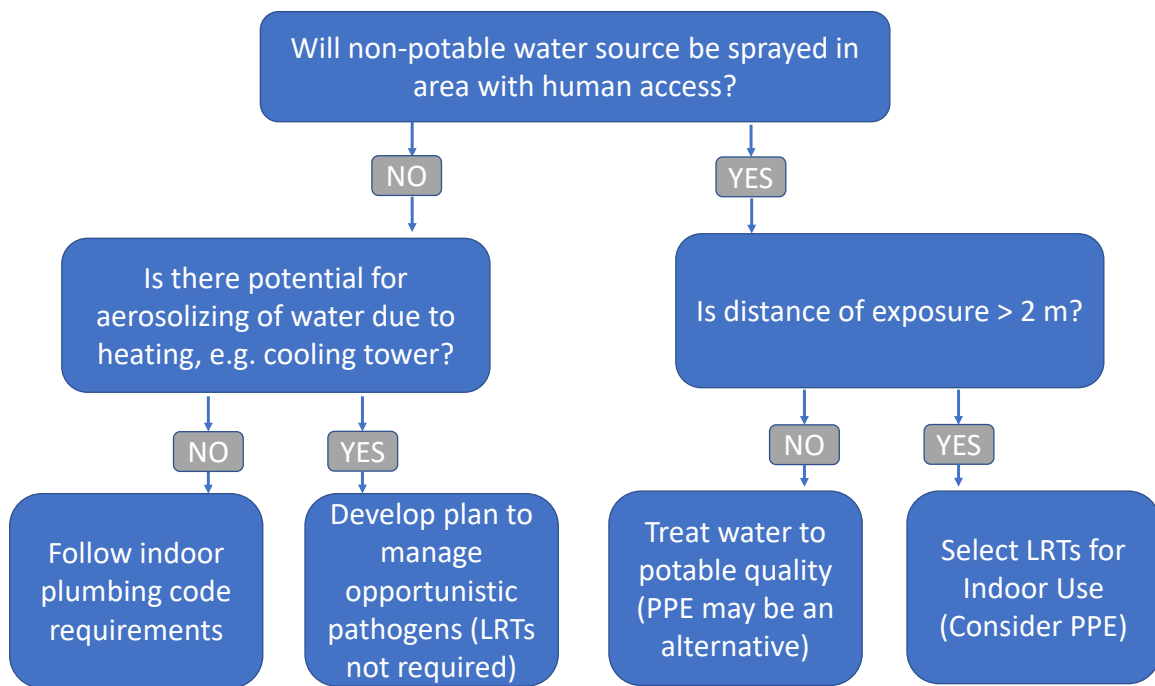 Will non-potable water source be sprayed in
area with human access?
NO
YES
Is there potential for
aerosolizing of water due to
heating, e.g. cooling tower?
Is distance of exposure > 2 m?
NO
YES
NO
YES
Follow indoor
plumbing code
requirements
Develop plan to
manage
opportunistic
pathogens (LRTs
not required)
Treat water to
potable quality
(PPE may be an
alternative)
Select LRTs for
Indoor Use
(Consider PPE)